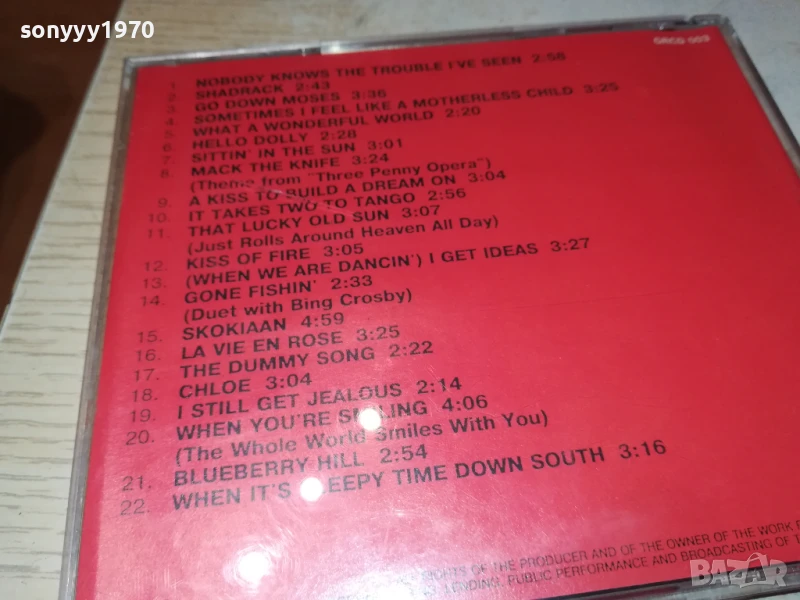 sonyyy1970
GRCD 003
1. NOBODY KNOWS THE TROUBLE I'VE SEEN 2:58
2. SHADRACK 2:43
3. GO DOWN MOSES 3:36
4. SOMETIMES I FEEL LIKE A MOTHERLESS CHILD 3:25
5. WHAT A WONDERFUL WORLD 2:20
6. HELLO DOLLY 2:28
7. SITTIN' IN THE SUN 3:01
8. MACK THE KNIFE 3:24
(Theme from "Three Penny Opera")
9. A KISS TO BUILD A DREAM ON 3:04
10. IT TAKES TWO TO TANGO 2:56
11. THAT LUCKY OLD SUN 3:07
(Just Rolls Around Heaven All Day)
12. KISS OF FIRE 3:05
13. (WHEN WE ARE DANCIN') I GET IDEAS 3:27
14. GONE FISHIN' 2:33
(Duet with Bing Crosby)
15. SKOKIAAN 4:59
16. LA VIE EN ROSE 3:25
17. THE DUMMY SONG 2:22
18. CHLOE 3:04
19. I STILL GET JEALOUS 2:14
20. WHEN YOU'RE SMILING 4:06
(The Whole World Smiles With You)
21. BLUEBERRY HILL 2:54
22. WHEN IT'S SLEEPY TIME DOWN SOUTH 3:16
RIGHTS OF THE PRODUCER AND OF THE OWNER OF THE WORK
LENDING, PUBLIC PERFORMANCE AND BROADCASTING OF
BAZAR